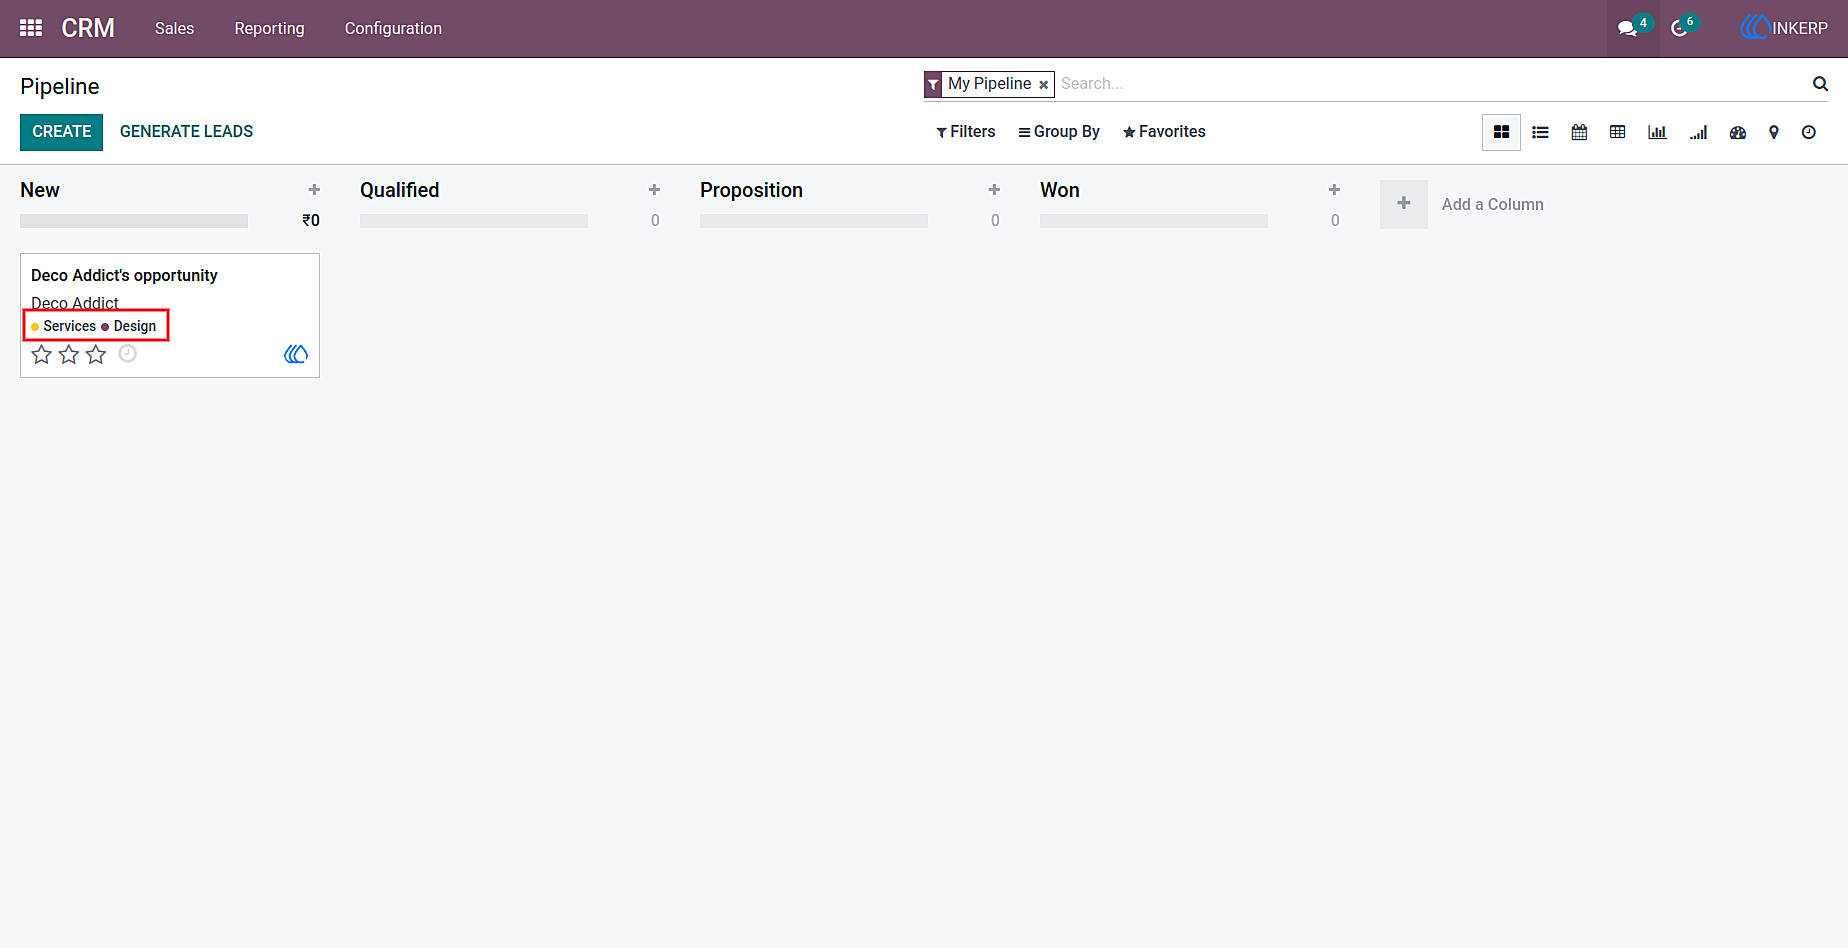 CRM Sales Reporting Configuration 4 6 INKERP
Pipeline My Pipeline Search...
CREATE GENERATE LEADS Filters Group By Favorites
New Qualified Proposition Won Add a Column
₹0 0 0 0
Deco Addict's opportunity
Deco Addict
Services Design